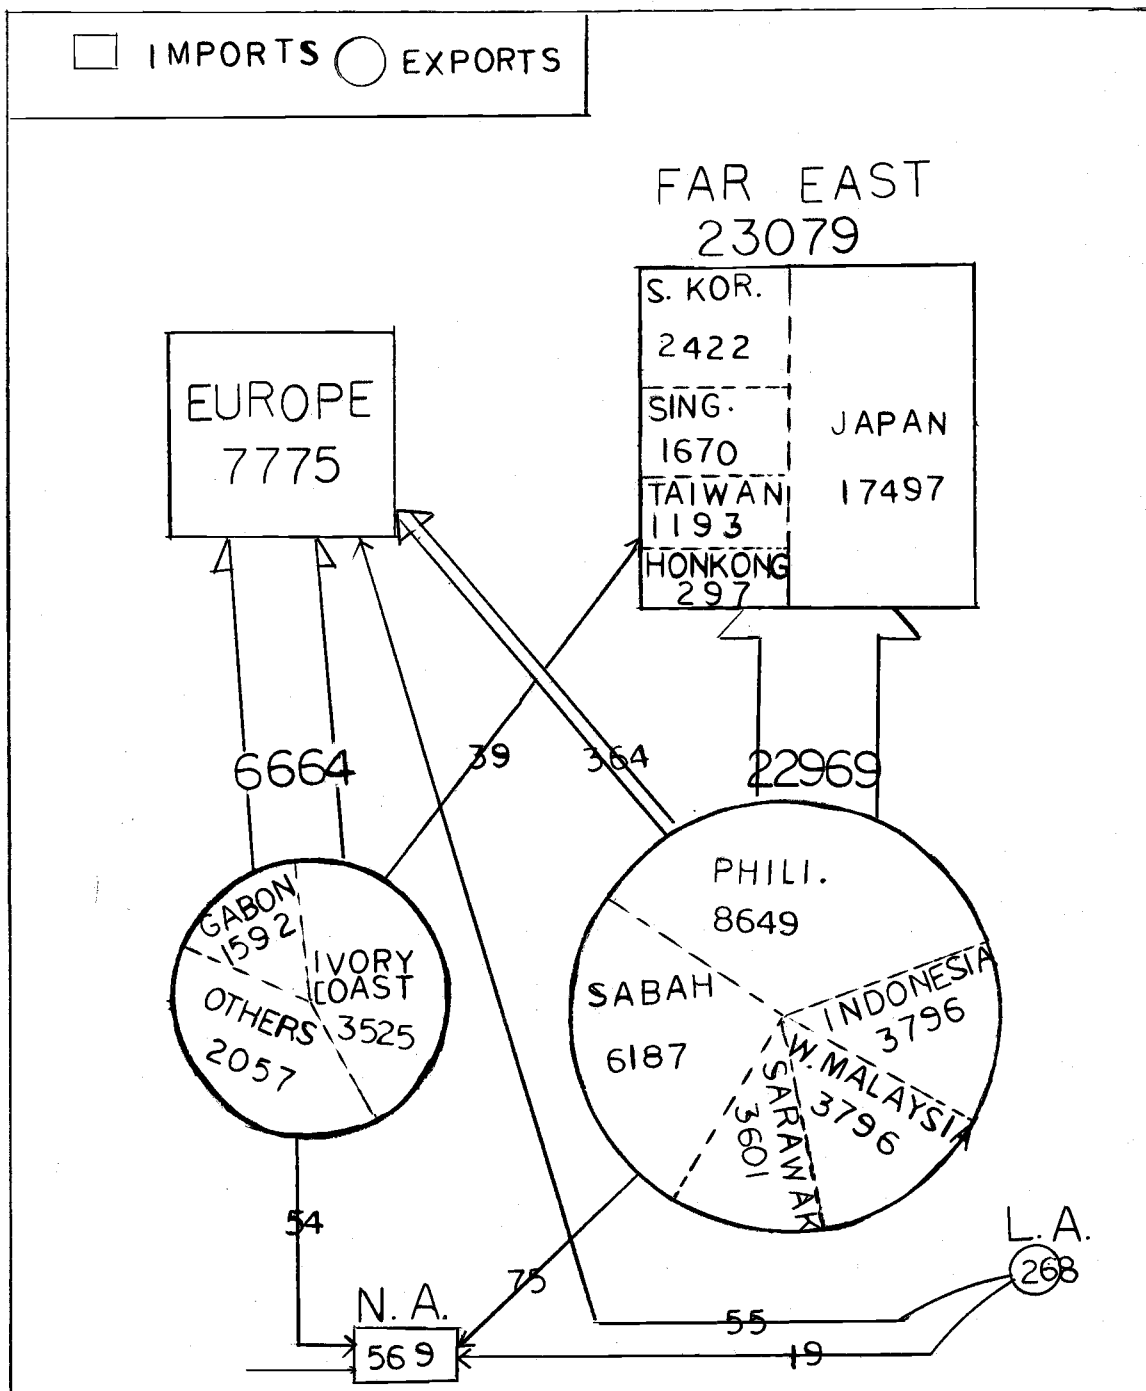 IMPORTS EXPORTS
FAR EAST
23079
S. KOR.
2422
SING.
1670
TAIWAN
1193
HONKONG
297
JAPAN
17497
EUROPE
7775
6664
39
364
22969
GABON
1592
IVORY
COAST
3525
OTHERS
2057
PHILI.
8649
SABAH
6187
INDONESIA
3796
W. MALAYSIA
3796
SARAWAK
3601
54
75
L. A.
268
55
19
N. A.
569